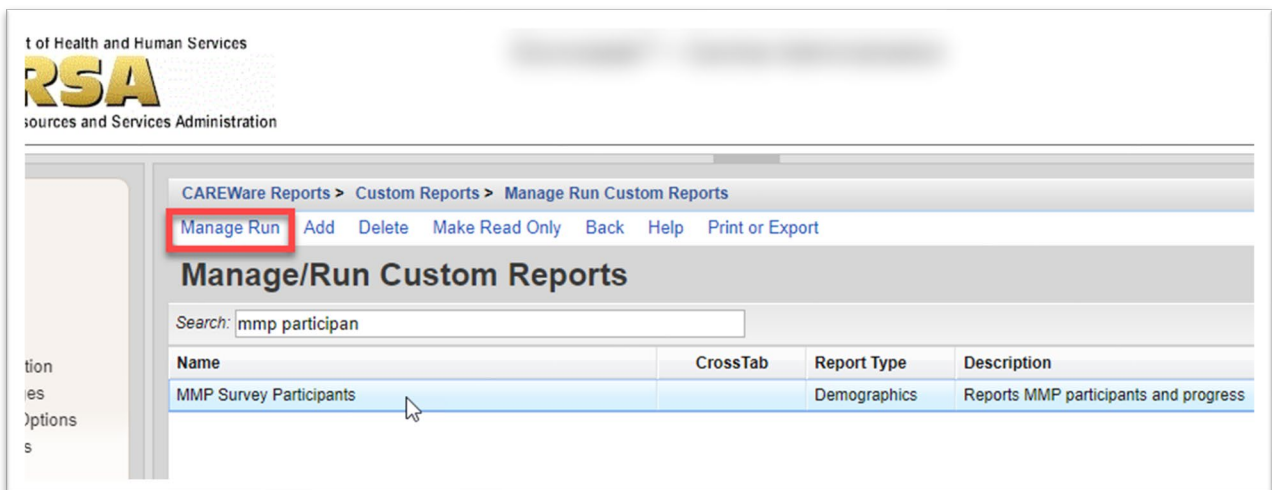 t of Health and Human Services
RSA
sources and Services Administration
CAREWare Reports > Custom Reports > Manage Run Custom Reports
Manage Run Add Delete Make Read Only Back Help Print or Export
Manage/Run Custom Reports
Search: mmp participan
Name CrossTab Report Type Description
MMP Survey Participants Demographics Reports MMP participants and progress
tion
es
Options
s